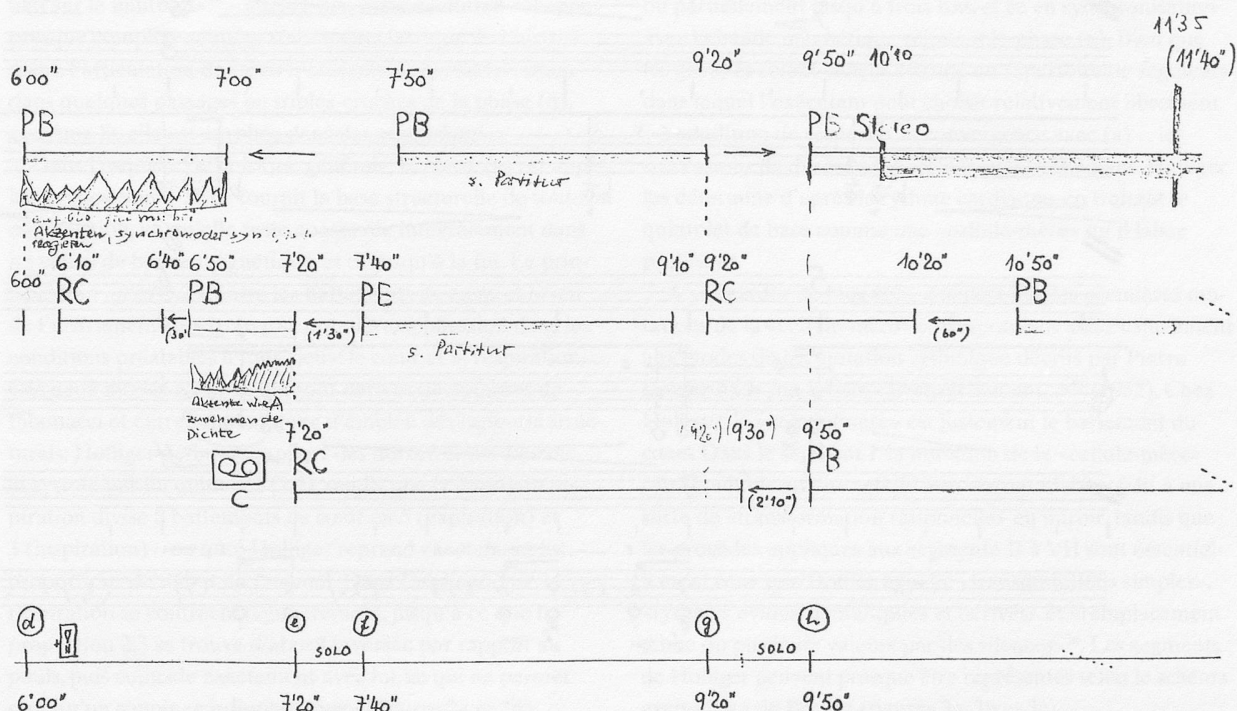 11'35
6'00" 7'00" 7'50" 9'20" 9'50" 10'10 (11'40")
PB PB PB Stereo
s. Partitur
Akzenten, synchron oder
reagieren
600 6'10" 6'40" 6'50" 7'20" 7'40" 9'10" 9'20" 10'20" 10'50"
RC PB PB RC PB
(30" (1'30") (60")
s. Partitur
Akzente wie A
zunehmende
Dichte 7'20" (9'30") 9'50"
RC PB
C (2'10")
d e f g h
SOLO SOLO
6'00" 7'20" 7'40" 9'20" 9'50"